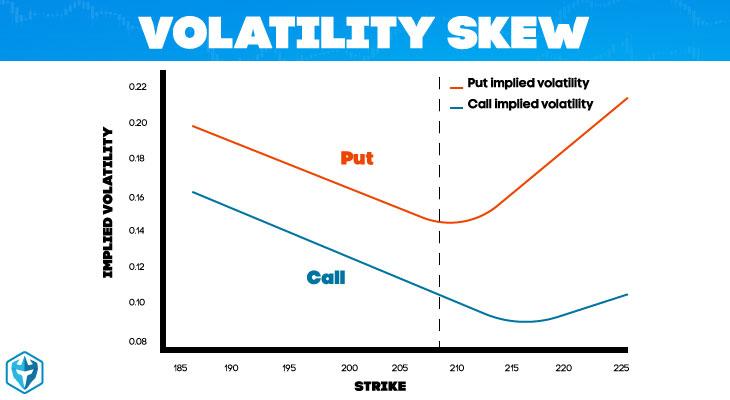 VOLATILITY SKEW
Put implied volatility
Call implied volatility
IMPLIED VOLATILITY
0.22
0.20
0.18
0.16
0.14
0.12
0.10
0.08
Put
Call
185 190 195 200 205 210 215 220 225
STRIKE